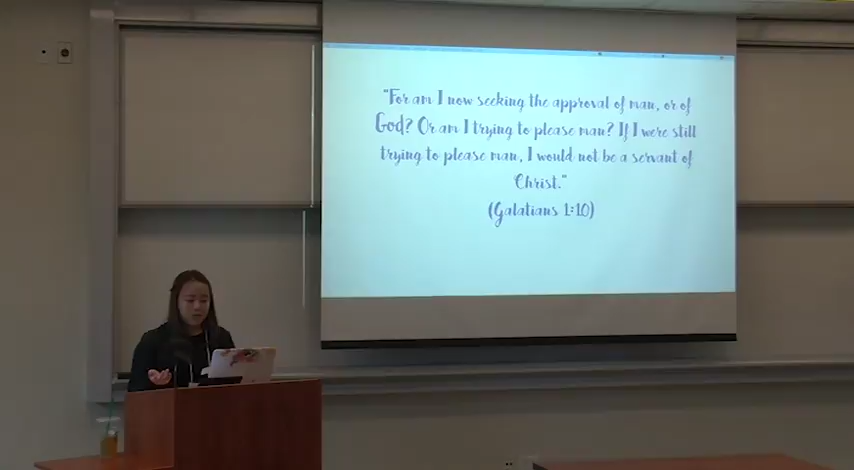 "For am I now seeking the approval of man, or of
God? Or am I trying to please man? If I were still
trying to please man, I would not be a servant of
Christ."
(Galatians 1:10)